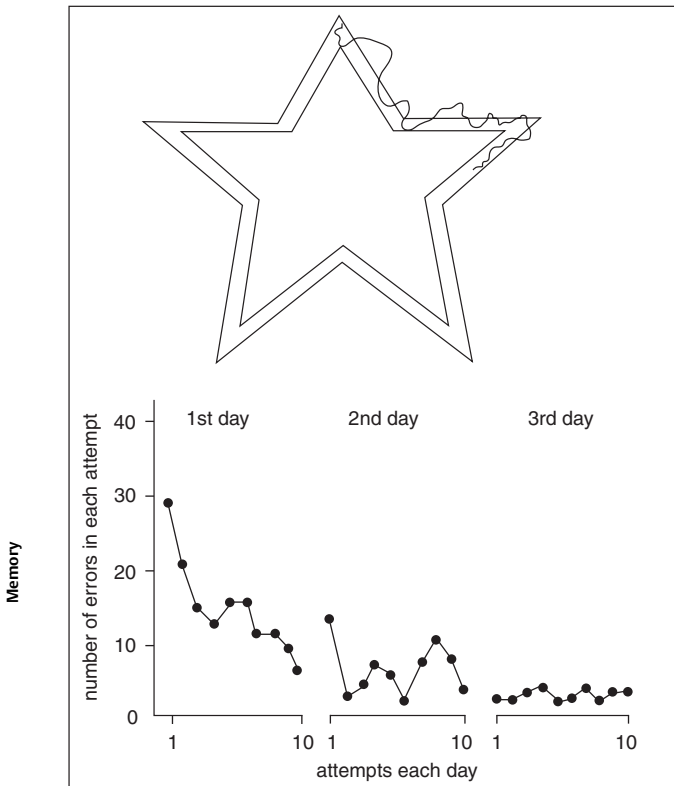 Memory
number of errors in each attempt
1st day 2nd day 3rd day
40
30
20
10
0
1 10 1 10 1 10
attempts each day